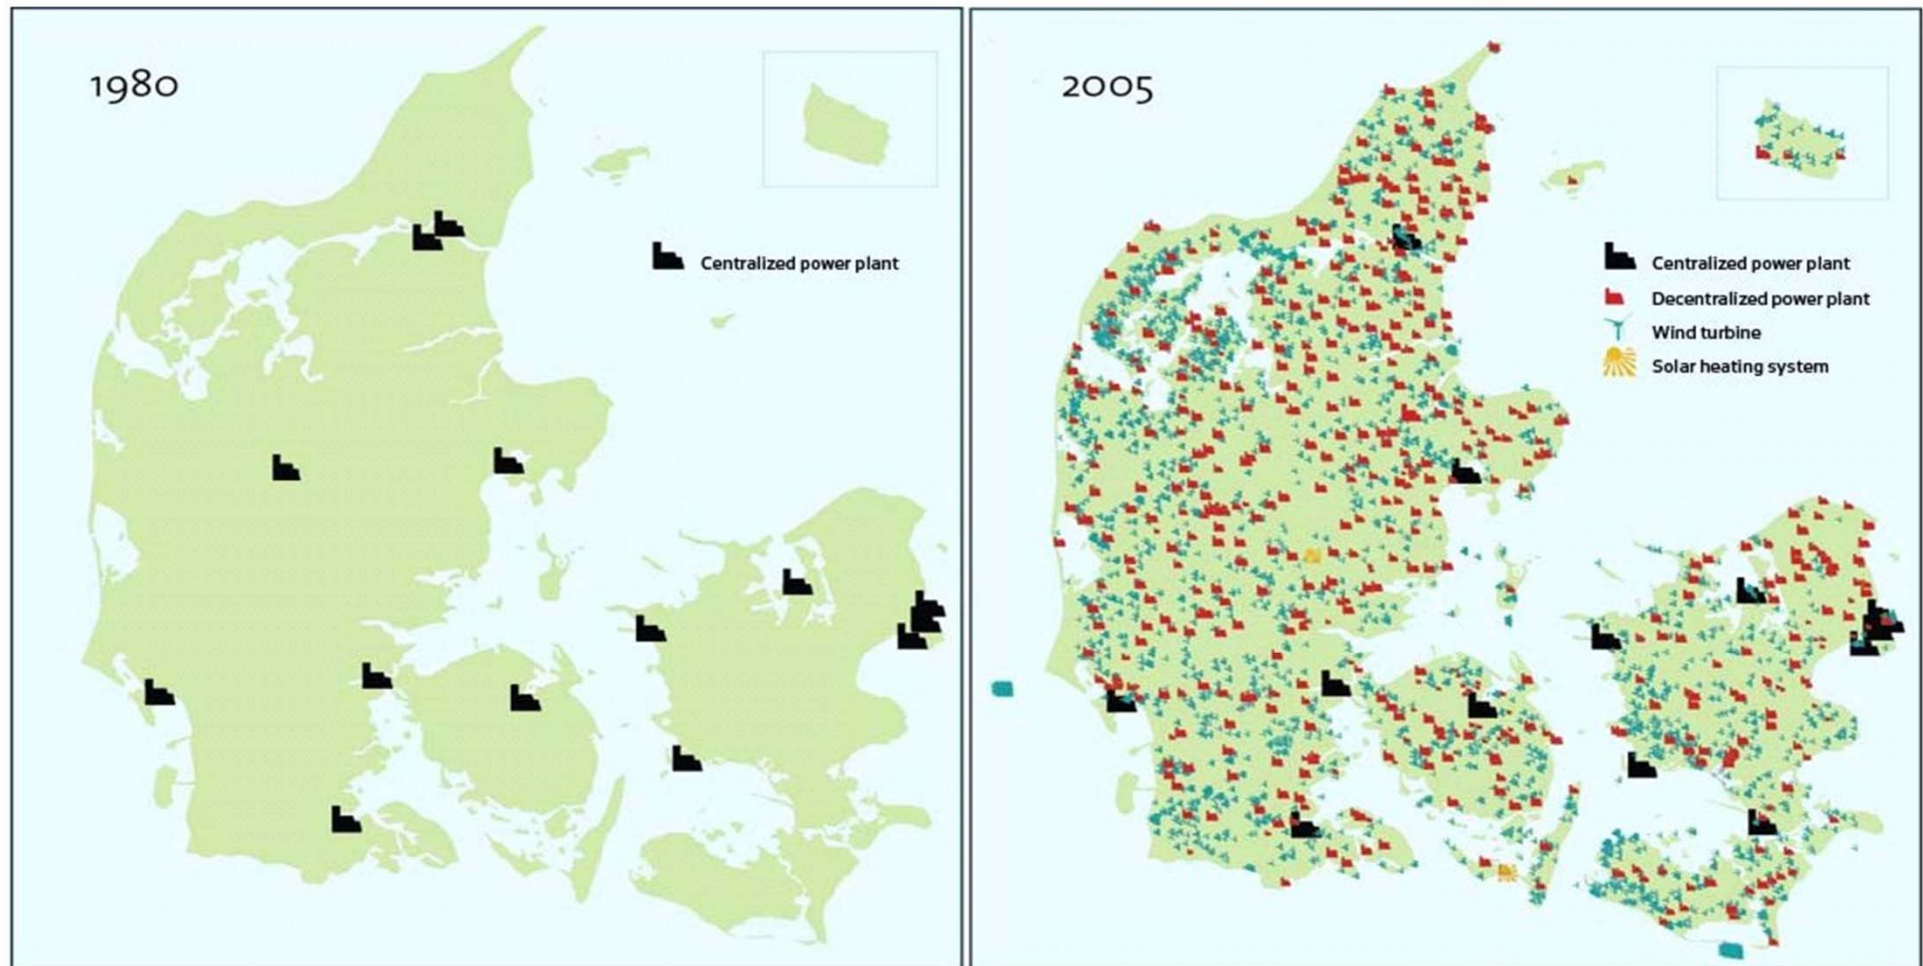 1980
Centralized power plant
2005
Centralized power plant
Decentralized power plant
Wind turbine
Solar heating system